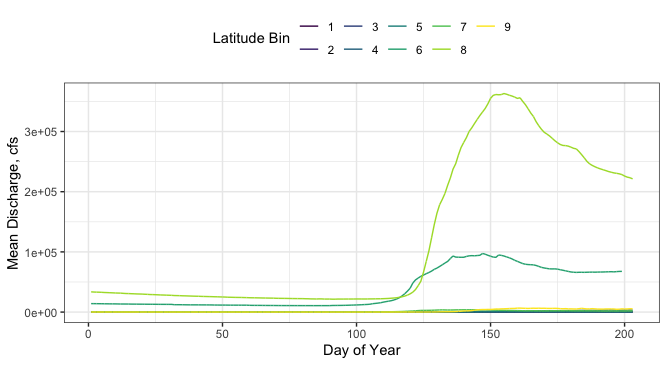 Latitude Bin
1 3 5 7 9
2 4 6 8
Mean Discharge, cfs
3e+05
2e+05
1e+05
0e+00
0 50 100 150 200
Day of Year